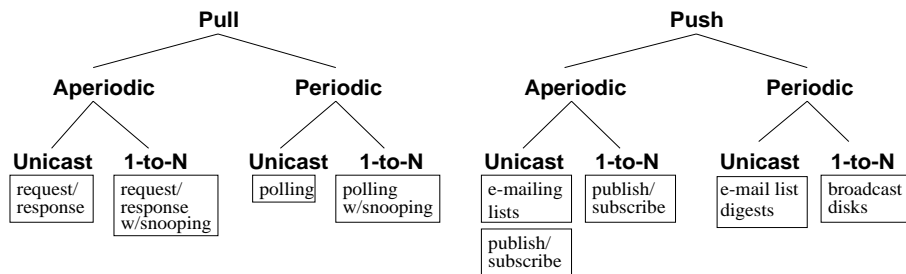 Pull
Push
Aperiodic
Periodic
Aperiodic
Periodic
Unicast
1-to-N
Unicast
1-to-N
Unicast
1-to-N
Unicast
1-to-N
request/
response
request/
response
w/snooping
polling
polling
w/snooping
e-mailing
lists
publish/
subscribe
publish/
subscribe
e-mail list
digests
broadcast
disks